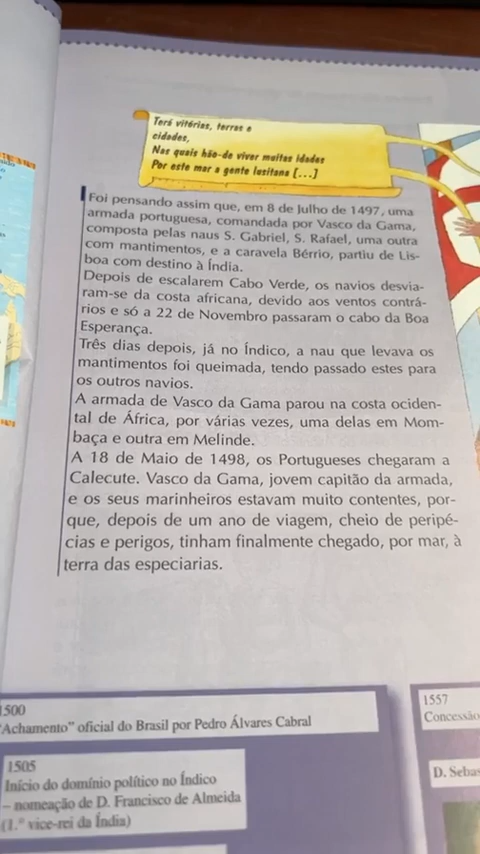 Terá vitórias, terras e
cidades,
Nas quais hão-de viver muitas idades
Por este mar a gente lusitana [...]
Foi pensando assim que, em 8 de Julho de 1497, uma
armada portuguesa, comandada por Vasco da Gama,
composta pelas naus S. Gabriel, S. Rafael, uma outra
com mantimentos, e a caravela Bérrio, partiu de Lis-
boa com destino à Índia.
Depois de escalarem Cabo Verde, os navios desvia-
ram-se da costa africana, devido aos ventos contrá-
rios e só a 22 de Novembro passaram o cabo da Boa
Esperança.
Três dias depois, já no Índico, a nau que levava os
mantimentos foi queimada, tendo passado estes para
os outros navios.
A armada de Vasco da Gama parou na costa ociden-
tal de África, por várias vezes, uma delas em Mom-
baça e outra em Melinde.
A 18 de Maio de 1498, os Portugueses chegaram a
Calecute. Vasco da Gama, jovem capitão da armada,
e os seus marinheiros estavam muito contentes, por-
que, depois de um ano de viagem, cheio de peripé-
cias e perigos, tinham finalmente chegado, por mar, à
terra das especiarias.
1500
"Achamento" oficial do Brasil por Pedro Álvares Cabral
1505
Início do domínio político no Índico
– nomeação de D. Francisco de Almeida
(1.º vice-rei da Índia)
1557
Concessão
D. Sebas